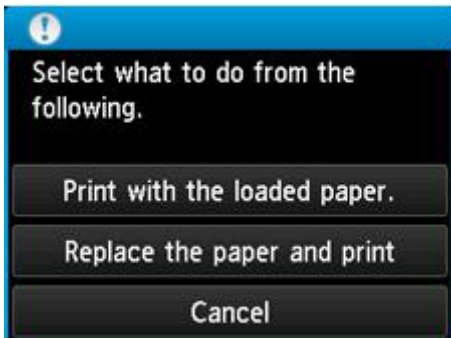 Select what to do from the
following.
Print with the loaded paper.
Replace the paper and print
Cancel